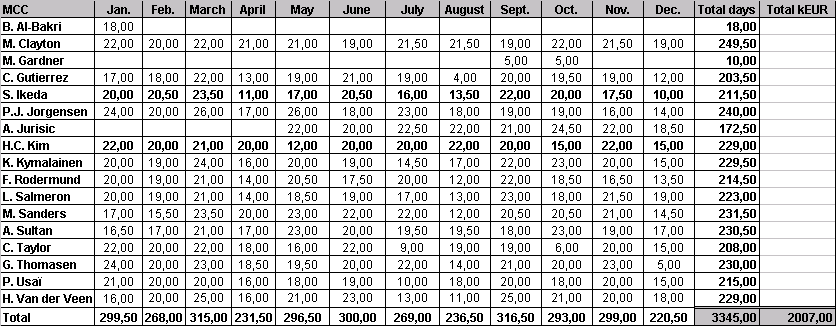 MCC Jan. Feb. March April May June July August Sept. Oct. Nov. Dec. Total days Total kEUR
B. Al-Bakri 18,00 18,00
M. Clayton 22,00 20,00 22,00 21,00 21,00 19,00 21,50 21,50 19,00 22,00 21,50 19,00 249,50
M. Gardner 5,00 5,00 10,00
C. Gutierrez 17,00 18,00 22,00 13,00 19,00 21,00 19,00 4,00 20,00 19,50 19,00 12,00 203,50
S. Ikeda 20,00 20,50 23,50 11,00 17,00 20,50 16,00 13,50 22,00 20,00 17,50 10,00 211,50
P.J. Jorgensen 24,00 20,00 26,00 17,00 26,00 18,00 23,00 18,00 19,00 19,00 16,00 14,00 240,00
A. Jurisic 22,00 20,00 22,50 22,00 21,00 24,50 22,00 18,50 172,50
H.C. Kim 22,00 20,00 21,00 20,00 12,00 20,00 20,00 22,00 20,00 15,00 22,00 15,00 229,00
K. Kymalainen 20,00 19,00 24,00 16,00 20,00 19,00 14,50 17,00 22,00 23,00 20,00 15,00 229,50
F. Rodermund 20,00 19,00 21,00 14,00 20,50 17,50 20,00 12,00 22,00 18,50 16,50 13,50 214,50
L. Salmeron 20,00 19,00 21,00 14,00 18,50 19,00 17,00 13,00 23,00 18,00 21,50 19,00 223,00
M. Sanders 17,00 15,50 23,50 20,00 23,00 22,00 22,00 12,00 20,50 20,50 21,00 14,50 231,50
A. Sultan 16,50 17,00 21,00 17,00 23,00 20,00 19,50 19,50 18,00 23,00 19,00 17,00 230,50
C. Taylor 22,00 20,00 22,00 18,00 16,00 22,00 9,00 19,00 19,00 6,00 20,00 15,00 208,00
G. Thomasen 24,00 20,00 23,00 18,50 19,50 20,00 22,00 14,00 21,00 20,00 23,00 5,00 230,00
P. Usaï 21,00 20,00 20,00 16,00 18,00 19,00 10,00 18,00 20,00 18,00 20,00 15,00 215,00
H. Van der Veen 16,00 20,00 25,00 16,00 21,00 23,00 13,00 11,00 25,00 21,00 20,00 18,00 229,00
Total 299,50 268,00 315,00 231,50 296,50 300,00 269,00 236,50 316,50 293,00 299,00 220,50 3345,00 2007,00